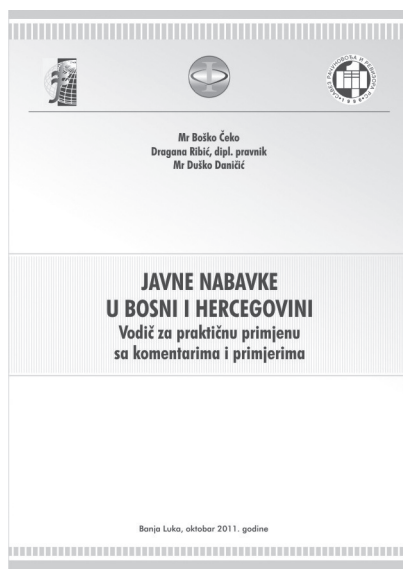 Mr Boško Čeko
Dragana Ribić, dipl. pravnik
Mr Duško Daničić
JAVNE NABAVKE
U BOSNI I HERCEGOVINI
Vodič za praktičnu primjenu
sa komentarima i primjerima
Banja Luka, oktobar 2011. godine